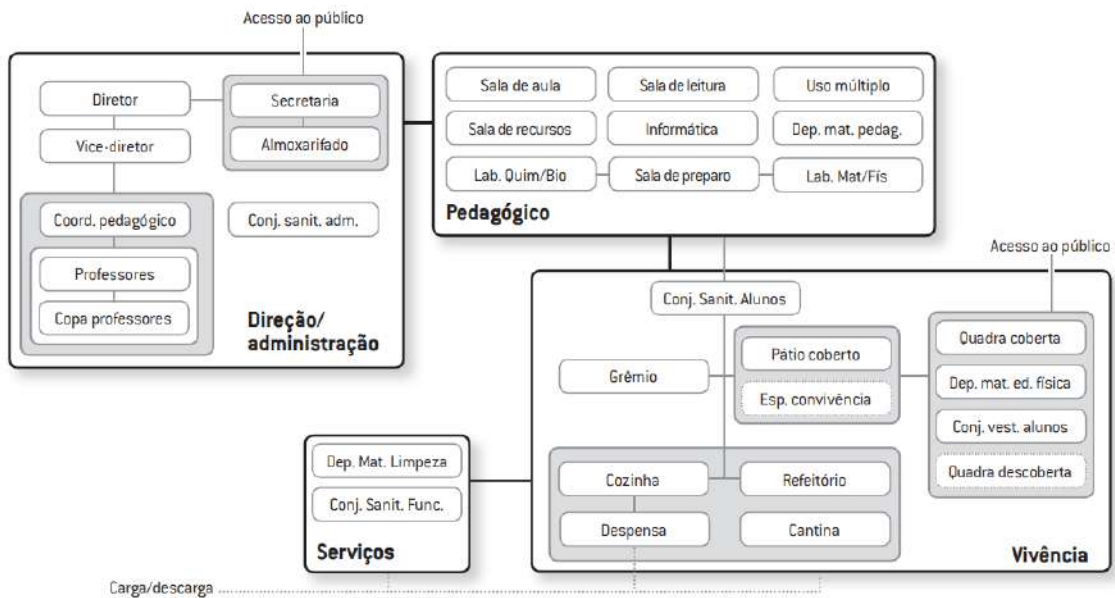 Acesso ao público
Diretor
Secretaria
Vice-diretor
Almoxarifado
Coord. pedagógico
Conj. sanit. adm.
Professores
Copa professores
Direção/
administração
Sala de aula
Sala de leitura
Uso múltiplo
Sala de recursos
Informática
Dep. mat. pedag.
Lab. Quim/Bio
Sala de preparo
Lab. Mat/Fís
Pedagógico
Acesso ao público
Conj. Sanit. Alunos
Pátio coberto
Quadra coberta
Grêmio
Esp. convivência
Dep. mat. ed. física
Conj. vest. alunos
Quadra descoberta
Cozinha
Refeitório
Despensa
Cantina
Vivência
Dep. Mat. Limpeza
Conj. Sanit. Func.
Serviços
Carga/descarga